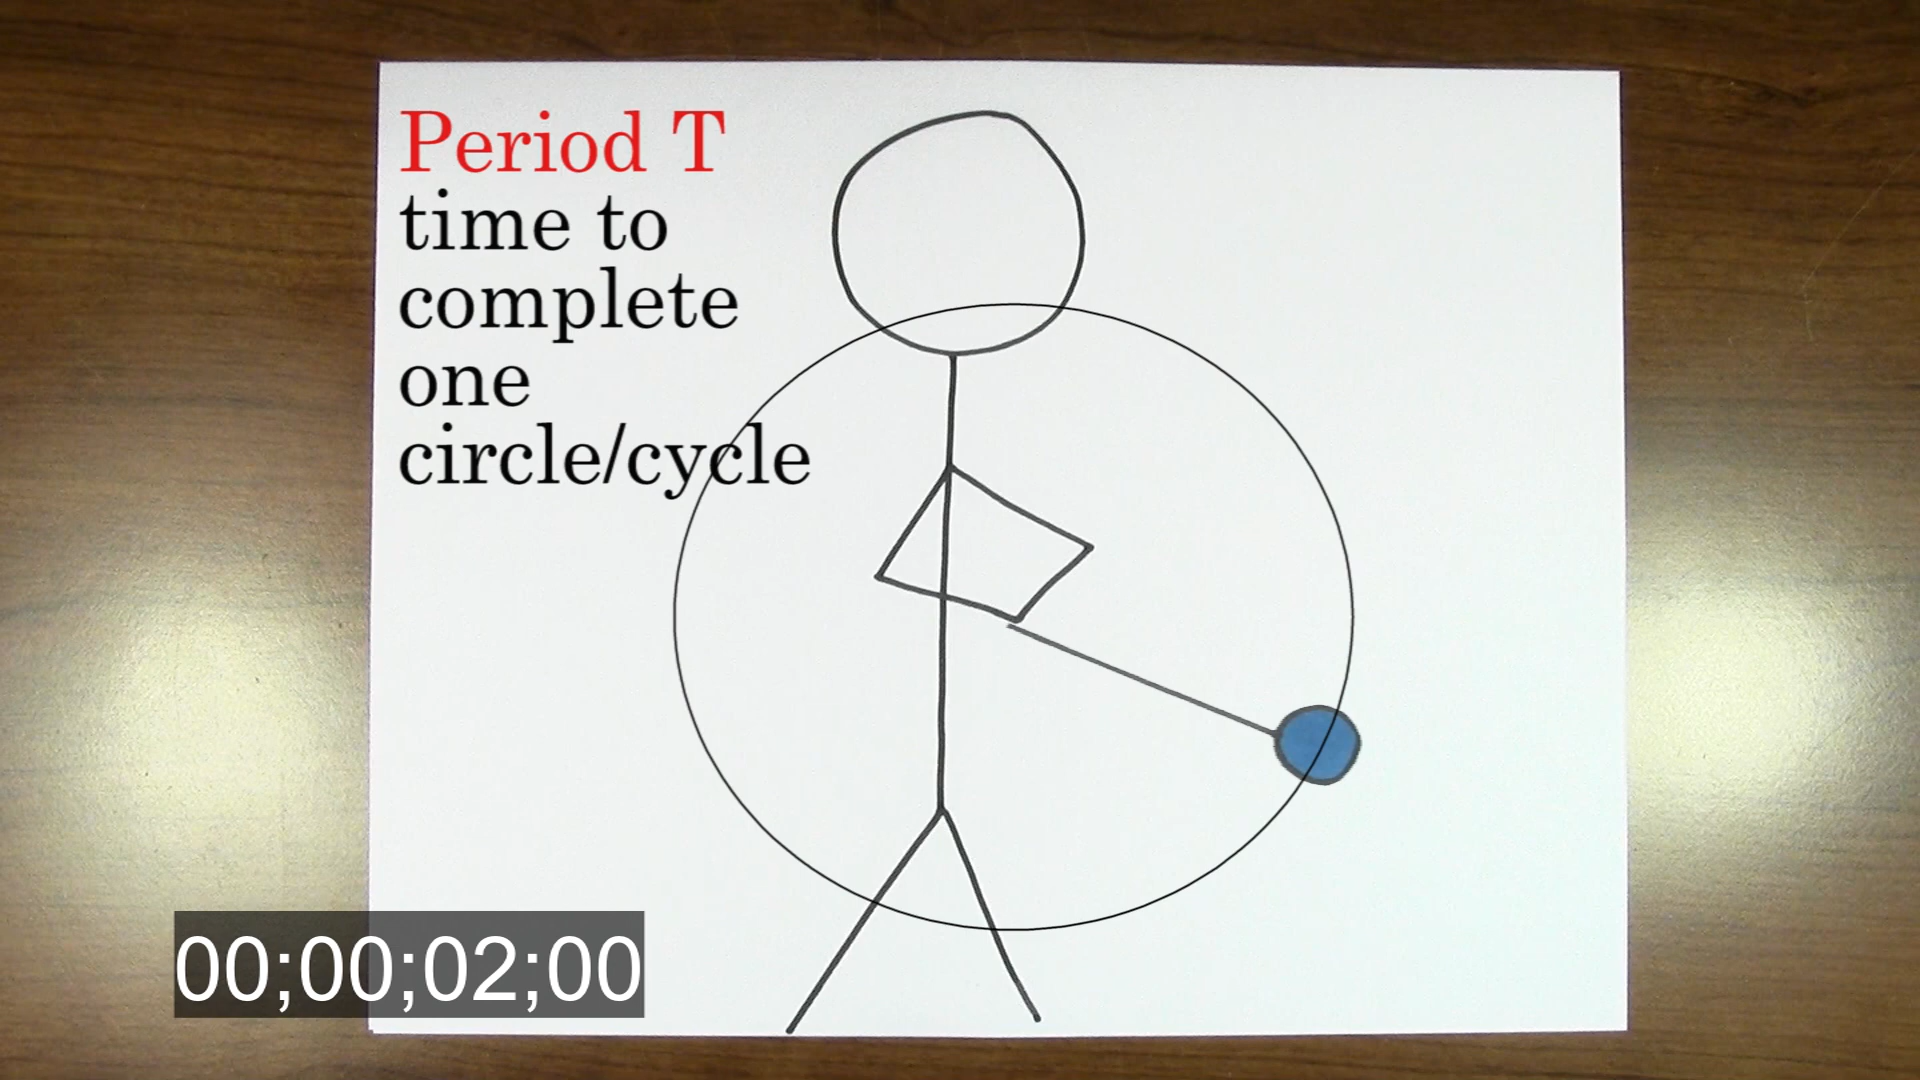 Period T
time to
complete
one
circle/cycle
00;00;02;00